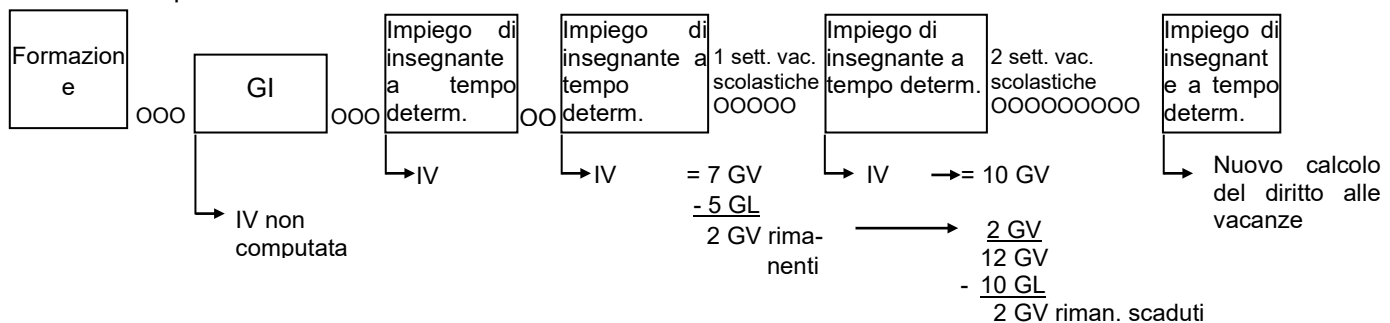 Formazion
e
OOO
GI
OOO
Impiego di
insegnante
a tempo
determ.
OO
Impiego di
insegnante a
tempo
determ.
1 sett. vac.
scolastiche
OOOOO
Impiego di
insegnante a
tempo determ.
2 sett. vac.
scolastiche
OOOOOOOOO
Impiego di
insegnant
e a tempo
determ.
IV non
computata
IV
IV
= 7 GV
- 5 GL
2 GV rima-
nenti
IV
= 10 GV
2 GV
12 GV
- 10 GL
2 GV riman. scaduti
Nuovo calcolo
del diritto alle
vacanze